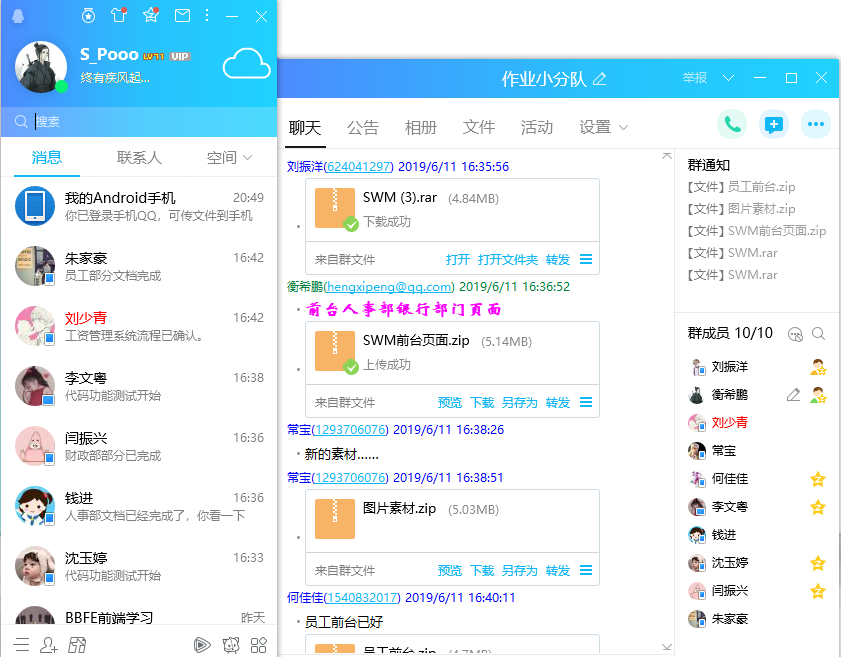 S_Pooo LV71 VIP
终有疾风起...
搜索
消息 联系人 空间
我的Android手机 20:49
你已登录手机QQ，可传文件到手机
朱家豪 16:42
员工部分文档完成
刘少青 16:42
工资管理系统流程已确认。
李文粤 16:38
代码功能测试开始
闫振兴 16:36
财政部部分已完成
钱进 16:36
人事部文档已经完成了，你看一下
沈玉婷 16:33
代码功能测试开始
BBFE前端学习 昨天
作业小分队
举报
聊天 公告 相册 文件 活动 设置
刘振洋(624041297) 2019/6/11 16:35:56
SWM (3).rar (4.84MB)
下载成功
来自群文件 打开 打开文件夹 转发
衡希鹏(hengxipeng@qq.com) 2019/6/11 16:36:52
前台人事部银行部门页面
SWM前台页面.zip (5.14MB)
上传成功
来自群文件 预览 下载 另存为 转发
常宝(1293706076) 2019/6/11 16:38:26
新的素材......
常宝(1293706076) 2019/6/11 16:38:51
图片素材.zip (5.03MB)
来自群文件 预览 下载 另存为 转发
何佳佳(1540832017) 2019/6/11 16:40:11
员工前台已好
员工前台.zip (4.7MB)
群通知
【文件】员工前台.zip
【文件】图片素材.zip
【文件】SWM前台页面.zip
【文件】SWM.rar
【文件】SWM.rar
群成员 10/10
刘振洋
衡希鹏
刘少青
常宝
何佳佳
李文粤
钱进
沈玉婷
闫振兴
朱家豪